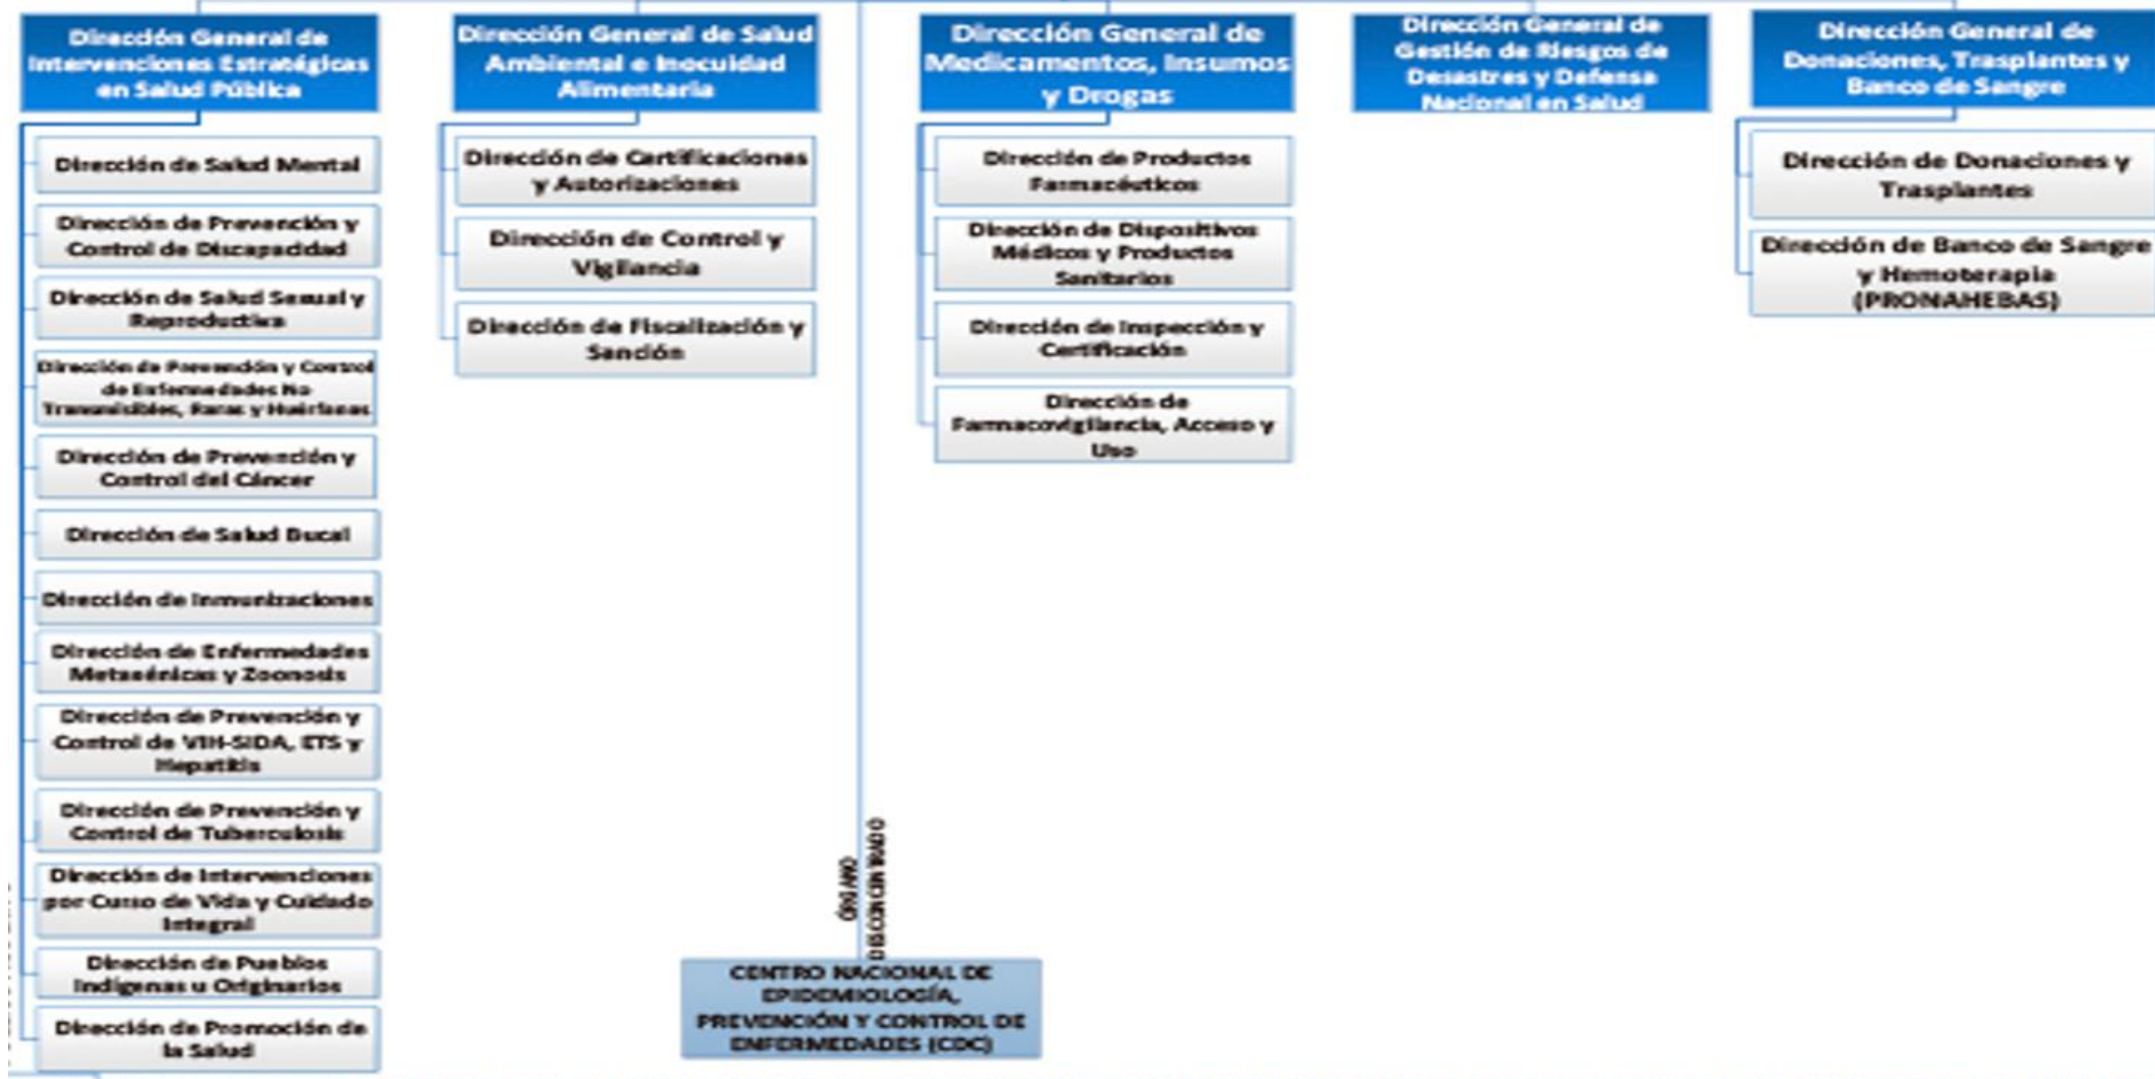 Dirección General de
Intervenciones Estratégicas
en Salud Pública
Dirección de Salud Mental
Dirección de Prevención y
Control de Discapacidad
Dirección de Salud Sexual y
Reproductiva
Dirección de Prevención y Control
de Enfermedades No
Transmisibles, Raras y Huérfanas
Dirección de Prevención y
Control del Cáncer
Dirección de Salud Bucal
Dirección de Inmunizaciones
Dirección de Enfermedades
Metaxénicas y Zoonosis
Dirección de Prevención y
Control de VIH-SIDA, ETS y
Hepatitis
Dirección de Prevención y
Control de Tuberculosis
Dirección de Intervenciones
por Curso de Vida y Cuidado
Integral
Dirección de Pueblos
Indígenas u Originarios
Dirección de Promoción de
la Salud
Dirección General de Salud
Ambiental e Inocuidad
Alimentaria
Dirección de Certificaciones
y Autorizaciones
Dirección de Control y
Vigilancia
Dirección de Fiscalización y
Sanción
Dirección General de
Medicamentos, Insumos
y Drogas
Dirección de Productos
Farmacéuticos
Dirección de Dispositivos
Médicos y Productos
Sanitarios
Dirección de Inspección y
Certificación
Dirección de
Farmacovigilancia, Acceso y
Uso
Dirección General de
Gestión de Riesgos de
Desastres y Defensa
Nacional en Salud
Dirección General de
Donaciones, Trasplantes y
Banco de Sangre
Dirección de Donaciones y
Trasplantes
Dirección de Banco de Sangre
y Hemoterapia
(PRONAHEBAS)
DESCONCENTRADO
CENTRO NACIONAL DE
EPIDEMIOLOGÍA,
PREVENCIÓN Y CONTROL DE
ENFERMEDADES (CDC)